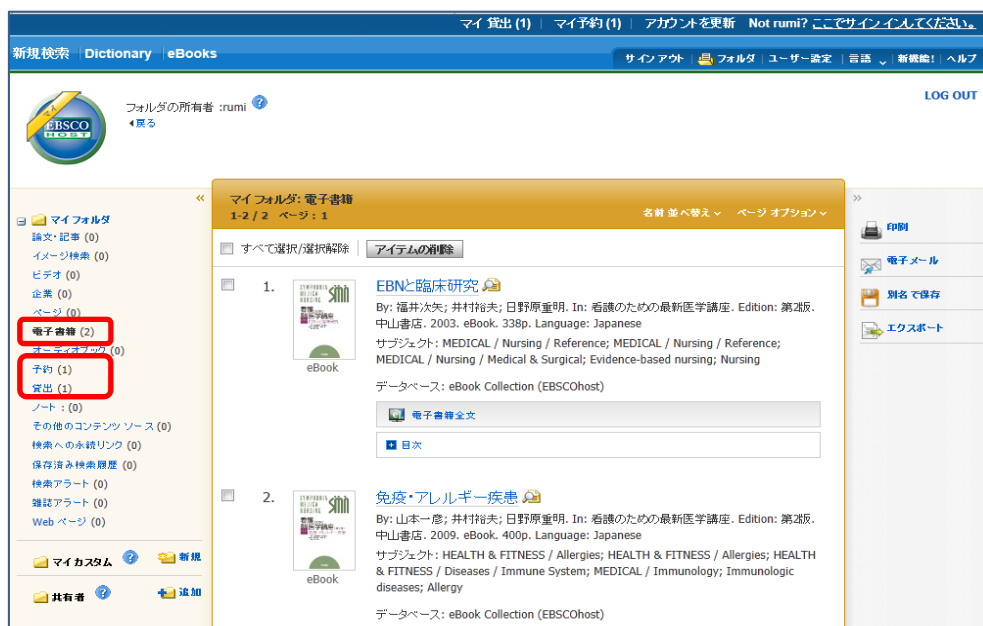 マイ 貸出 (1) | マイ予約 (1) | アカウントを更新 Not rumi? ここでサインインしてください。
新規検索 | Dictionary | eBooks
サインアウト | フォルダ | ユーザー設定 | 言語 | 新機能! | ヘルプ
マイ
EBSCO
HOST
フォルダの所有者 :rumi ?
戻る
LOG OUT
«
マイフォルダ
論文・記事 (0)
イメージ検索 (0)
ビデオ (0)
企業 (0)
ページ (0)
電子書籍 (2)
オーディオブック (0)
予約 (1)
貸出 (1)
ノート : (0)
その他のコンテンツ ソース (0)
検索への永続リンク (0)
保存済み検索履歴 (0)
検索アラート (0)
雑誌アラート (0)
Web ページ (0)
マイカスタム ? 新規
共有者 ? 追加
マイフォルダ: 電子書籍
1-2 / 2 ページ : 1
名前 並べ替え ページ オプション
すべて選択/選択解除 | アイテムの削除
1.
eBook
EBNと臨床研究
By: 福井次矢; 井村裕夫; 日野原重明. In: 看護のための最新医学講座. Edition: 第2版.
中山書店. 2003. eBook. 338p. Language: Japanese
サブジェクト: MEDICAL / Nursing / Reference; MEDICAL / Nursing / Reference;
MEDICAL / Nursing / Medical & Surgical; Evidence-based nursing; Nursing
データベース: eBook Collection (EBSCOhost)
電子書籍全文
目次
2.
eBook
免疫・アレルギー疾患
By: 山本一彦; 井村裕夫; 日野原重明. In: 看護のための最新医学講座. Edition: 第2版.
中山書店. 2009. eBook. 400p. Language: Japanese
サブジェクト: HEALTH & FITNESS / Allergies; HEALTH & FITNESS / Allergies; HEALTH
& FITNESS / Diseases / Immune System; MEDICAL / Immunology; Immunologic
diseases; Allergy
データベース: eBook Collection (EBSCOhost)
»
印刷
電子メール
別名で保存
エクスポート